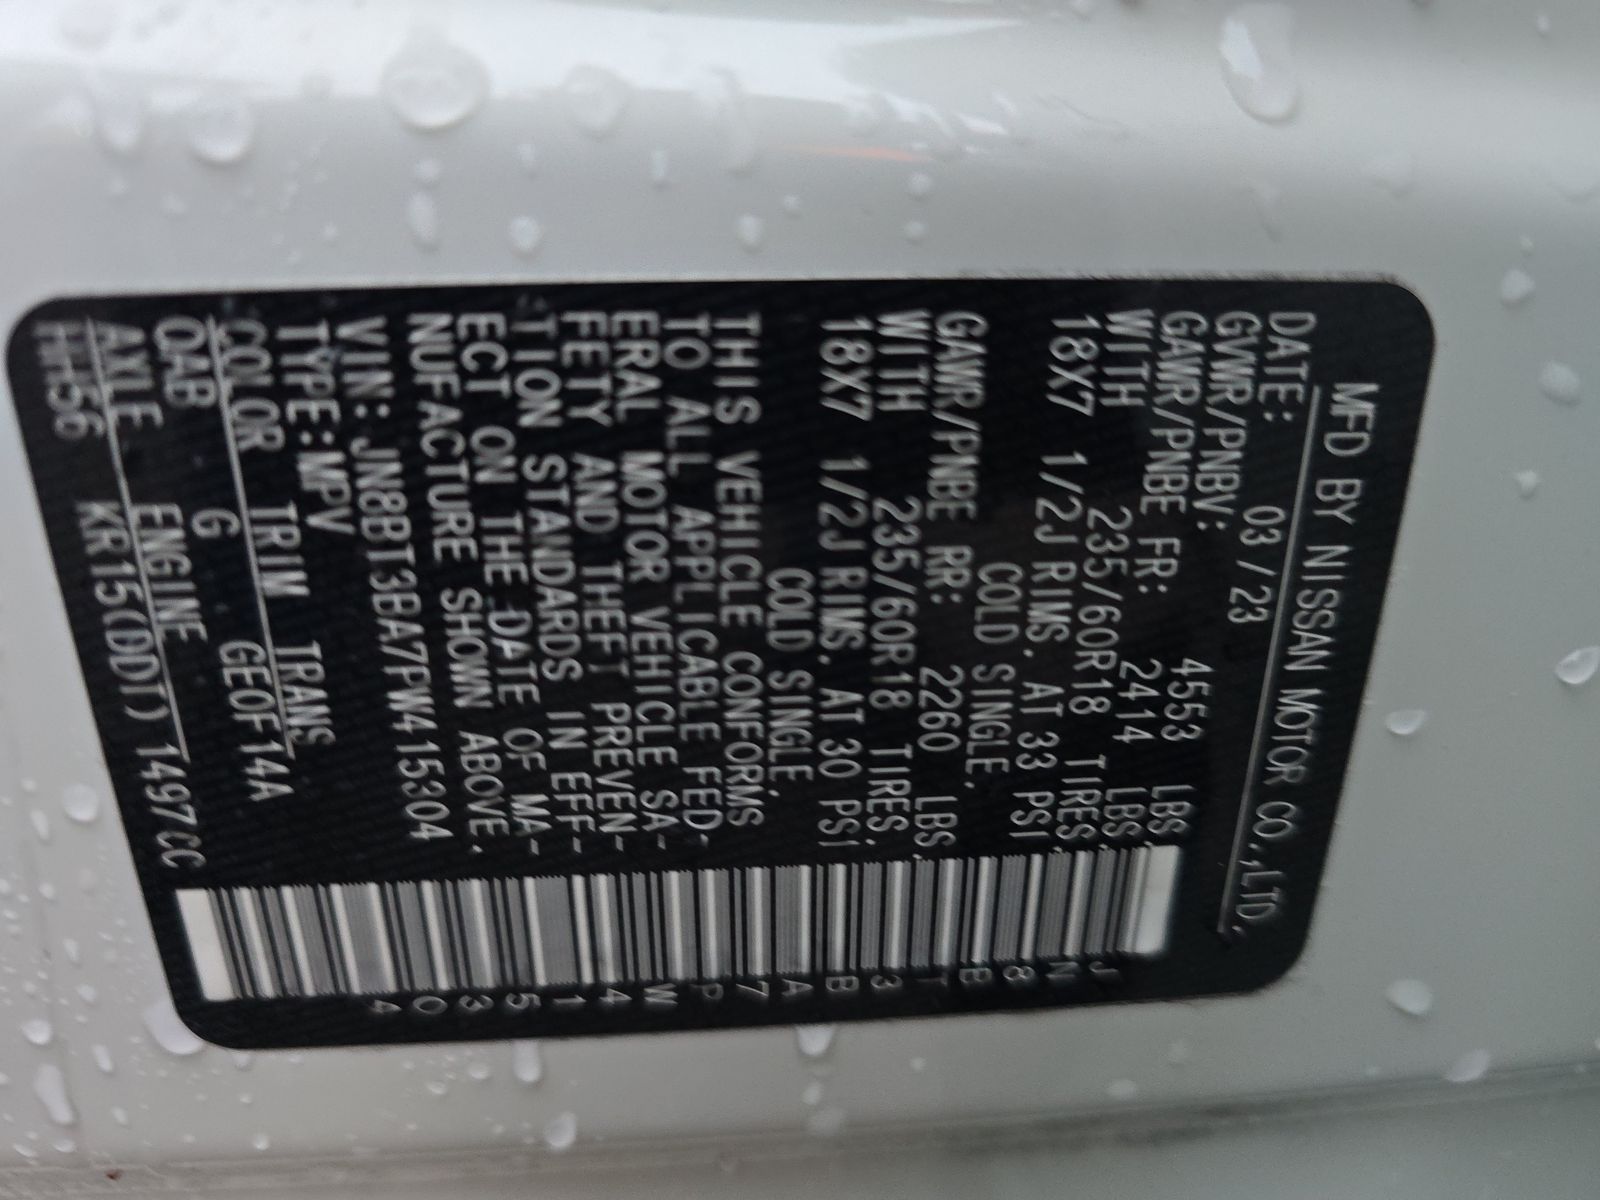 MFD BY NISSAN MOTOR CO.,LTD.
DATE: 03/23
GVWR/PNBV: 4553 LBS.
GAWR/PNBE FR: 2414 LBS.
WITH 235/60R18 TIRES,
18X7 1/2J RIMS, AT 33 PSI
COLD SINGLE,
GAWR/PNBE RR: 2260 LBS.
WITH 235/60R18 TIRES,
18X7 1/2J RIMS, AT 30 PSI
COLD SINGLE,
THIS VEHICLE CONFORMS
TO ALL APPLICABLE FED-
ERAL MOTOR VEHICLE SA-
FETY AND THEFT PREVEN-
TION STANDARDS IN EFF-
ECT ON THE DATE OF MA-
NUFACTURE SHOWN ABOVE.
VIN: JN8BT3BA7PW415304
TYPE: MPV
COLOR TRIM TRANS
QAB G GEOF14A
AXLE ENGINE
HH56 KR15(DDT) 1497CC
JN8BT3BA7PW415304